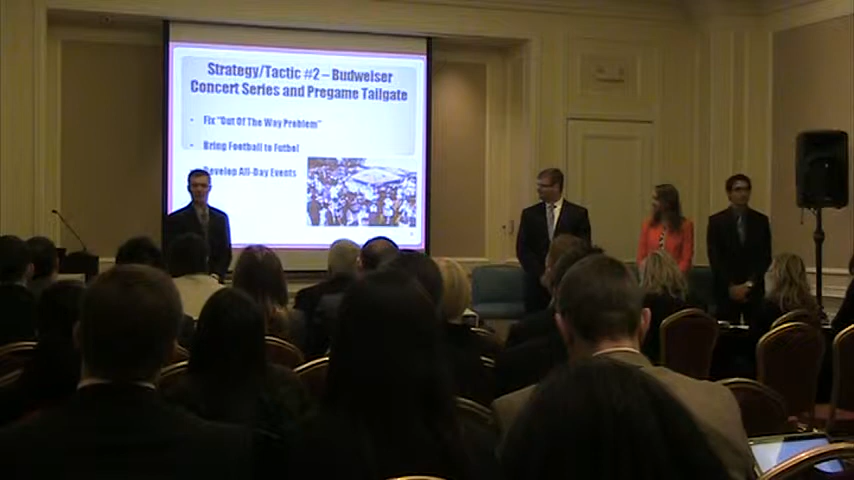 Strategy/Tactic #2 – Budweiser
Concert Series and Pregame Tailgate
• Fix "Out Of The Way Problem"
• Bring Football to Futbol
Develop All-Day Events